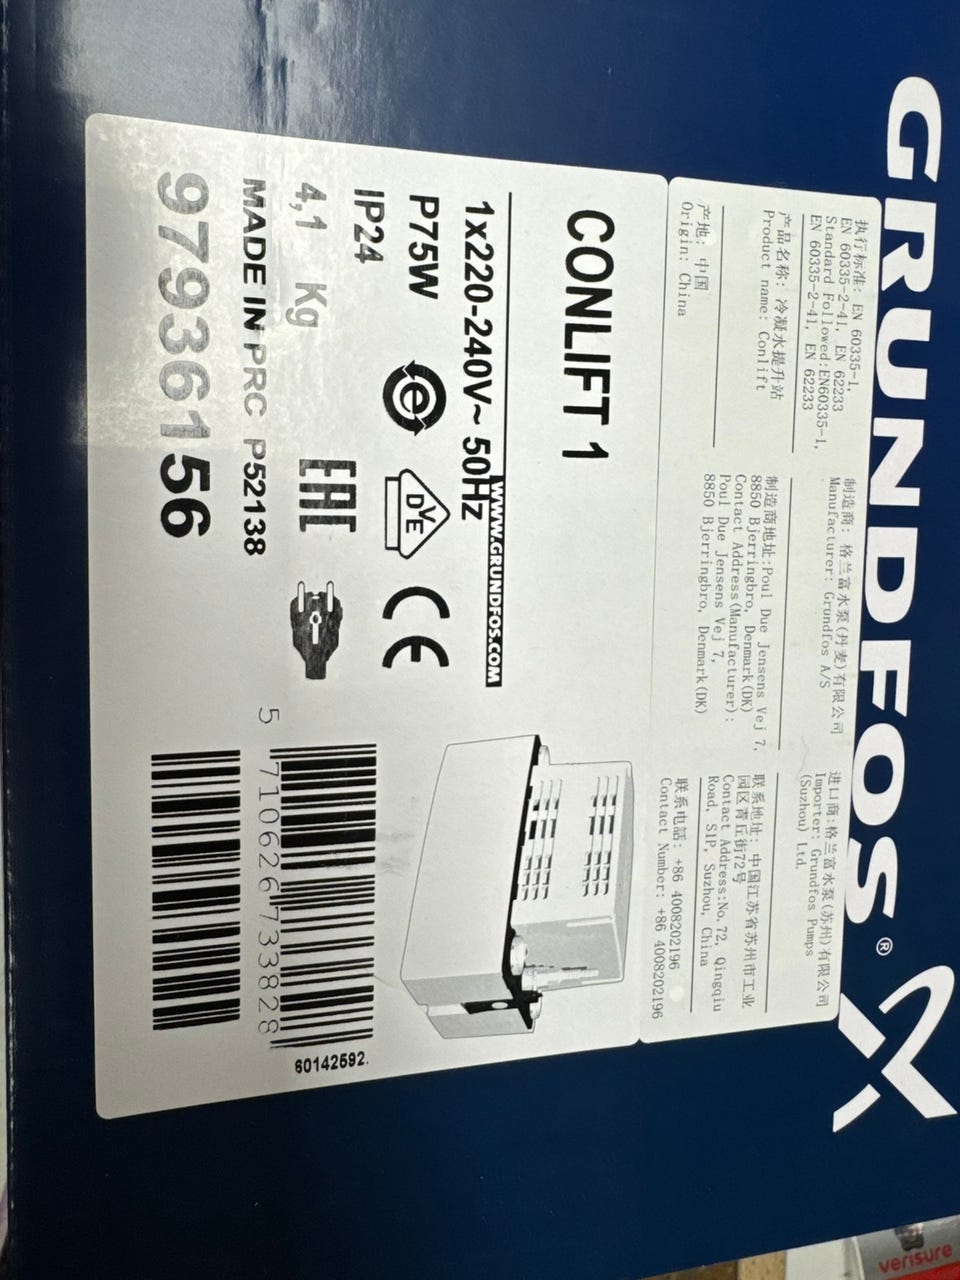 GRUNDFOS®
执行标准: EN 60335-1,
EN 60335-2-41, EN 62233
Standard Followed:EN60335-1,
EN 60335-2-41, EN 62233
产品名称: 冷凝水提升站
Product name: Conlift
产地: 中国
Origin: China
制造商: 格兰富水泵(丹麦)有限公司
Manufacturer: Grundfos A/S
制造商地址:Poul Due Jensens Vej 7,
8850 Bjerringbro, Denmark(DK)
Contact Address(Manufacturer):
Poul Due Jensens Vej 7,
8850 Bjerringbro, Denmark(DK)
进口商:格兰富水泵(苏州)有限公司
Importer: Grundfos Pumps
(Suzhou) Ltd.
联系地址: 中国江苏省苏州市工业
园区青丘街72号
Contact Address:No.72, Qingqiu
Road, SIP, Suzhou, China
联系电话: +86 4008202196
Contact Number: +86 4008202196
CONLIFT 1
WWW.GRUNDFOS.COM
1x220-240V~ 50Hz
P75W
IP24
DVE
CE
4,1 Kg
EAC
MADE IN PRC P52138
97936156
5 710626 733828
60142592.
verisure